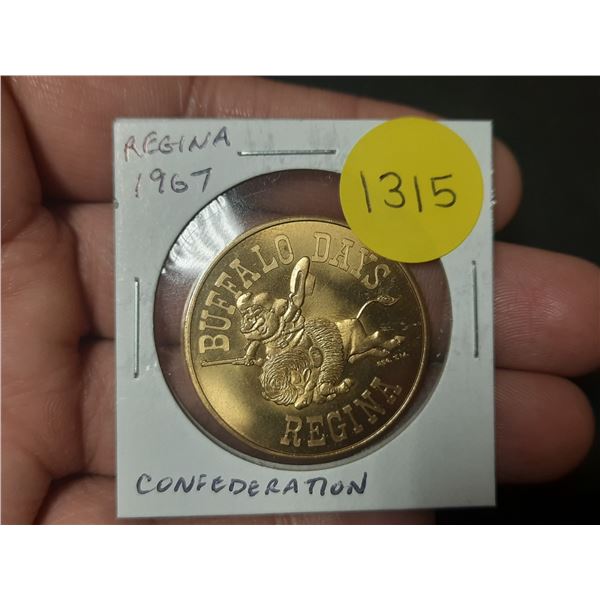 REGINA
1967
1315
BUFFALO DAYS
REGINA
CONFEDERATION